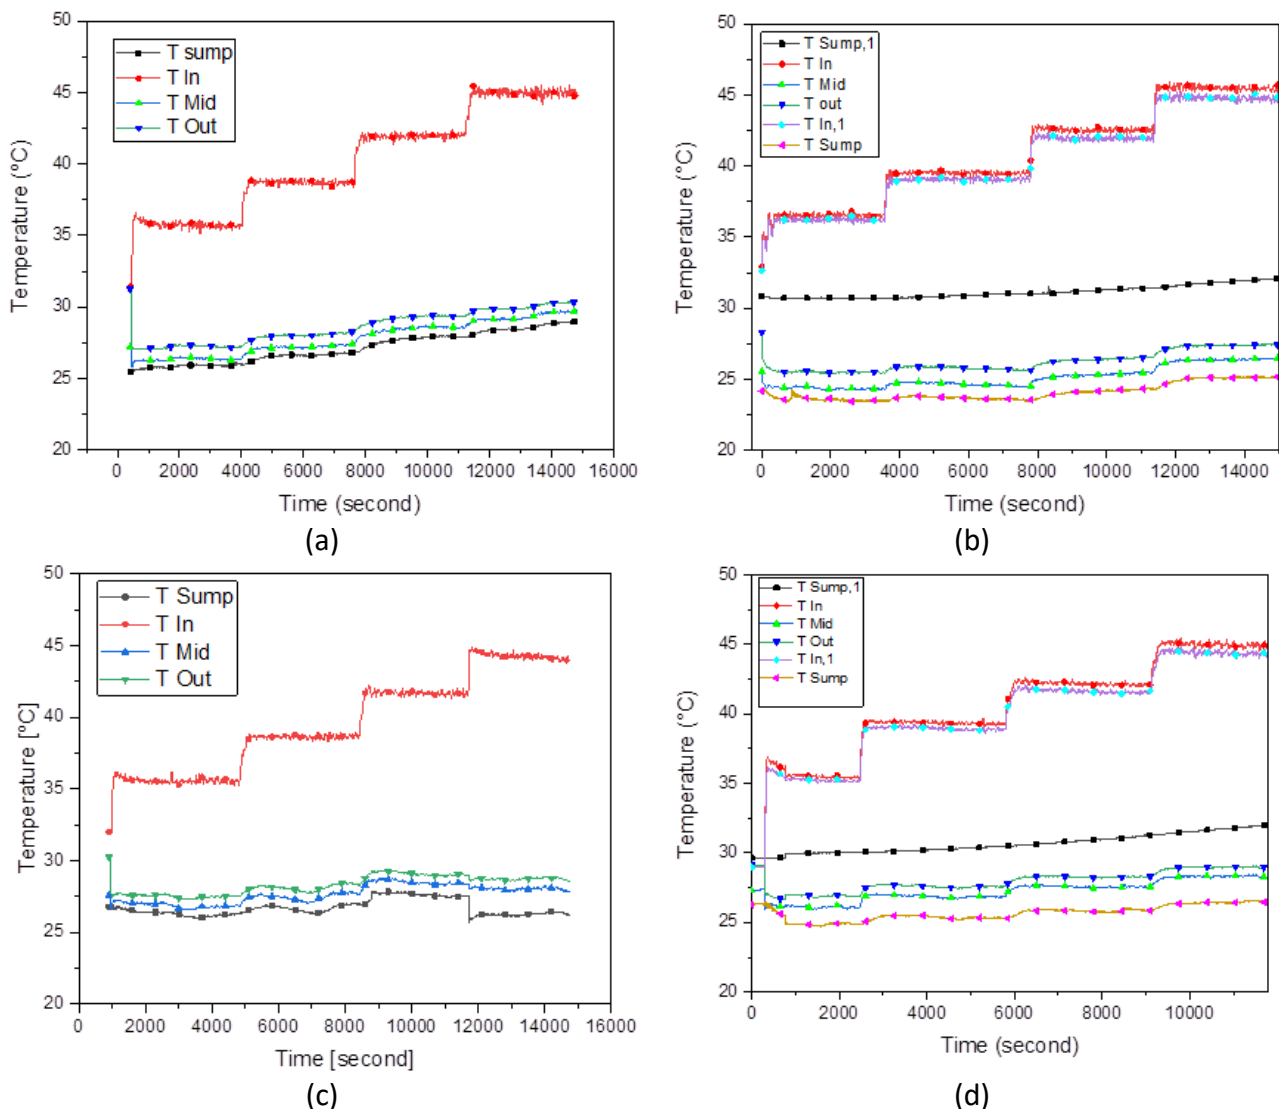 50
45
40
35
30
25
20
Temperature (°C)
T sump
T In
T Mid
T Out
0 2000 4000 6000 8000 10000 12000 14000 16000
Time (second)
(a)
50
45
40
35
30
25
20
Temperature (°C)
T Sump,1
T In
T Mid
T out
T In,1
T Sump
0 2000 4000 6000 8000 10000 12000 14000
Time (second)
(b)
50
45
40
35
30
25
20
Temperature [°C]
T Sump
T In
T Mid
T Out
0 2000 4000 6000 8000 10000 12000 14000 16000
Time [second]
(c)
50
45
40
35
30
25
20
Temperature (°C)
T Sump,1
T In
T Mid
T Out
T In,1
T Sump
0 2000 4000 6000 8000 10000
Time (second)
(d)